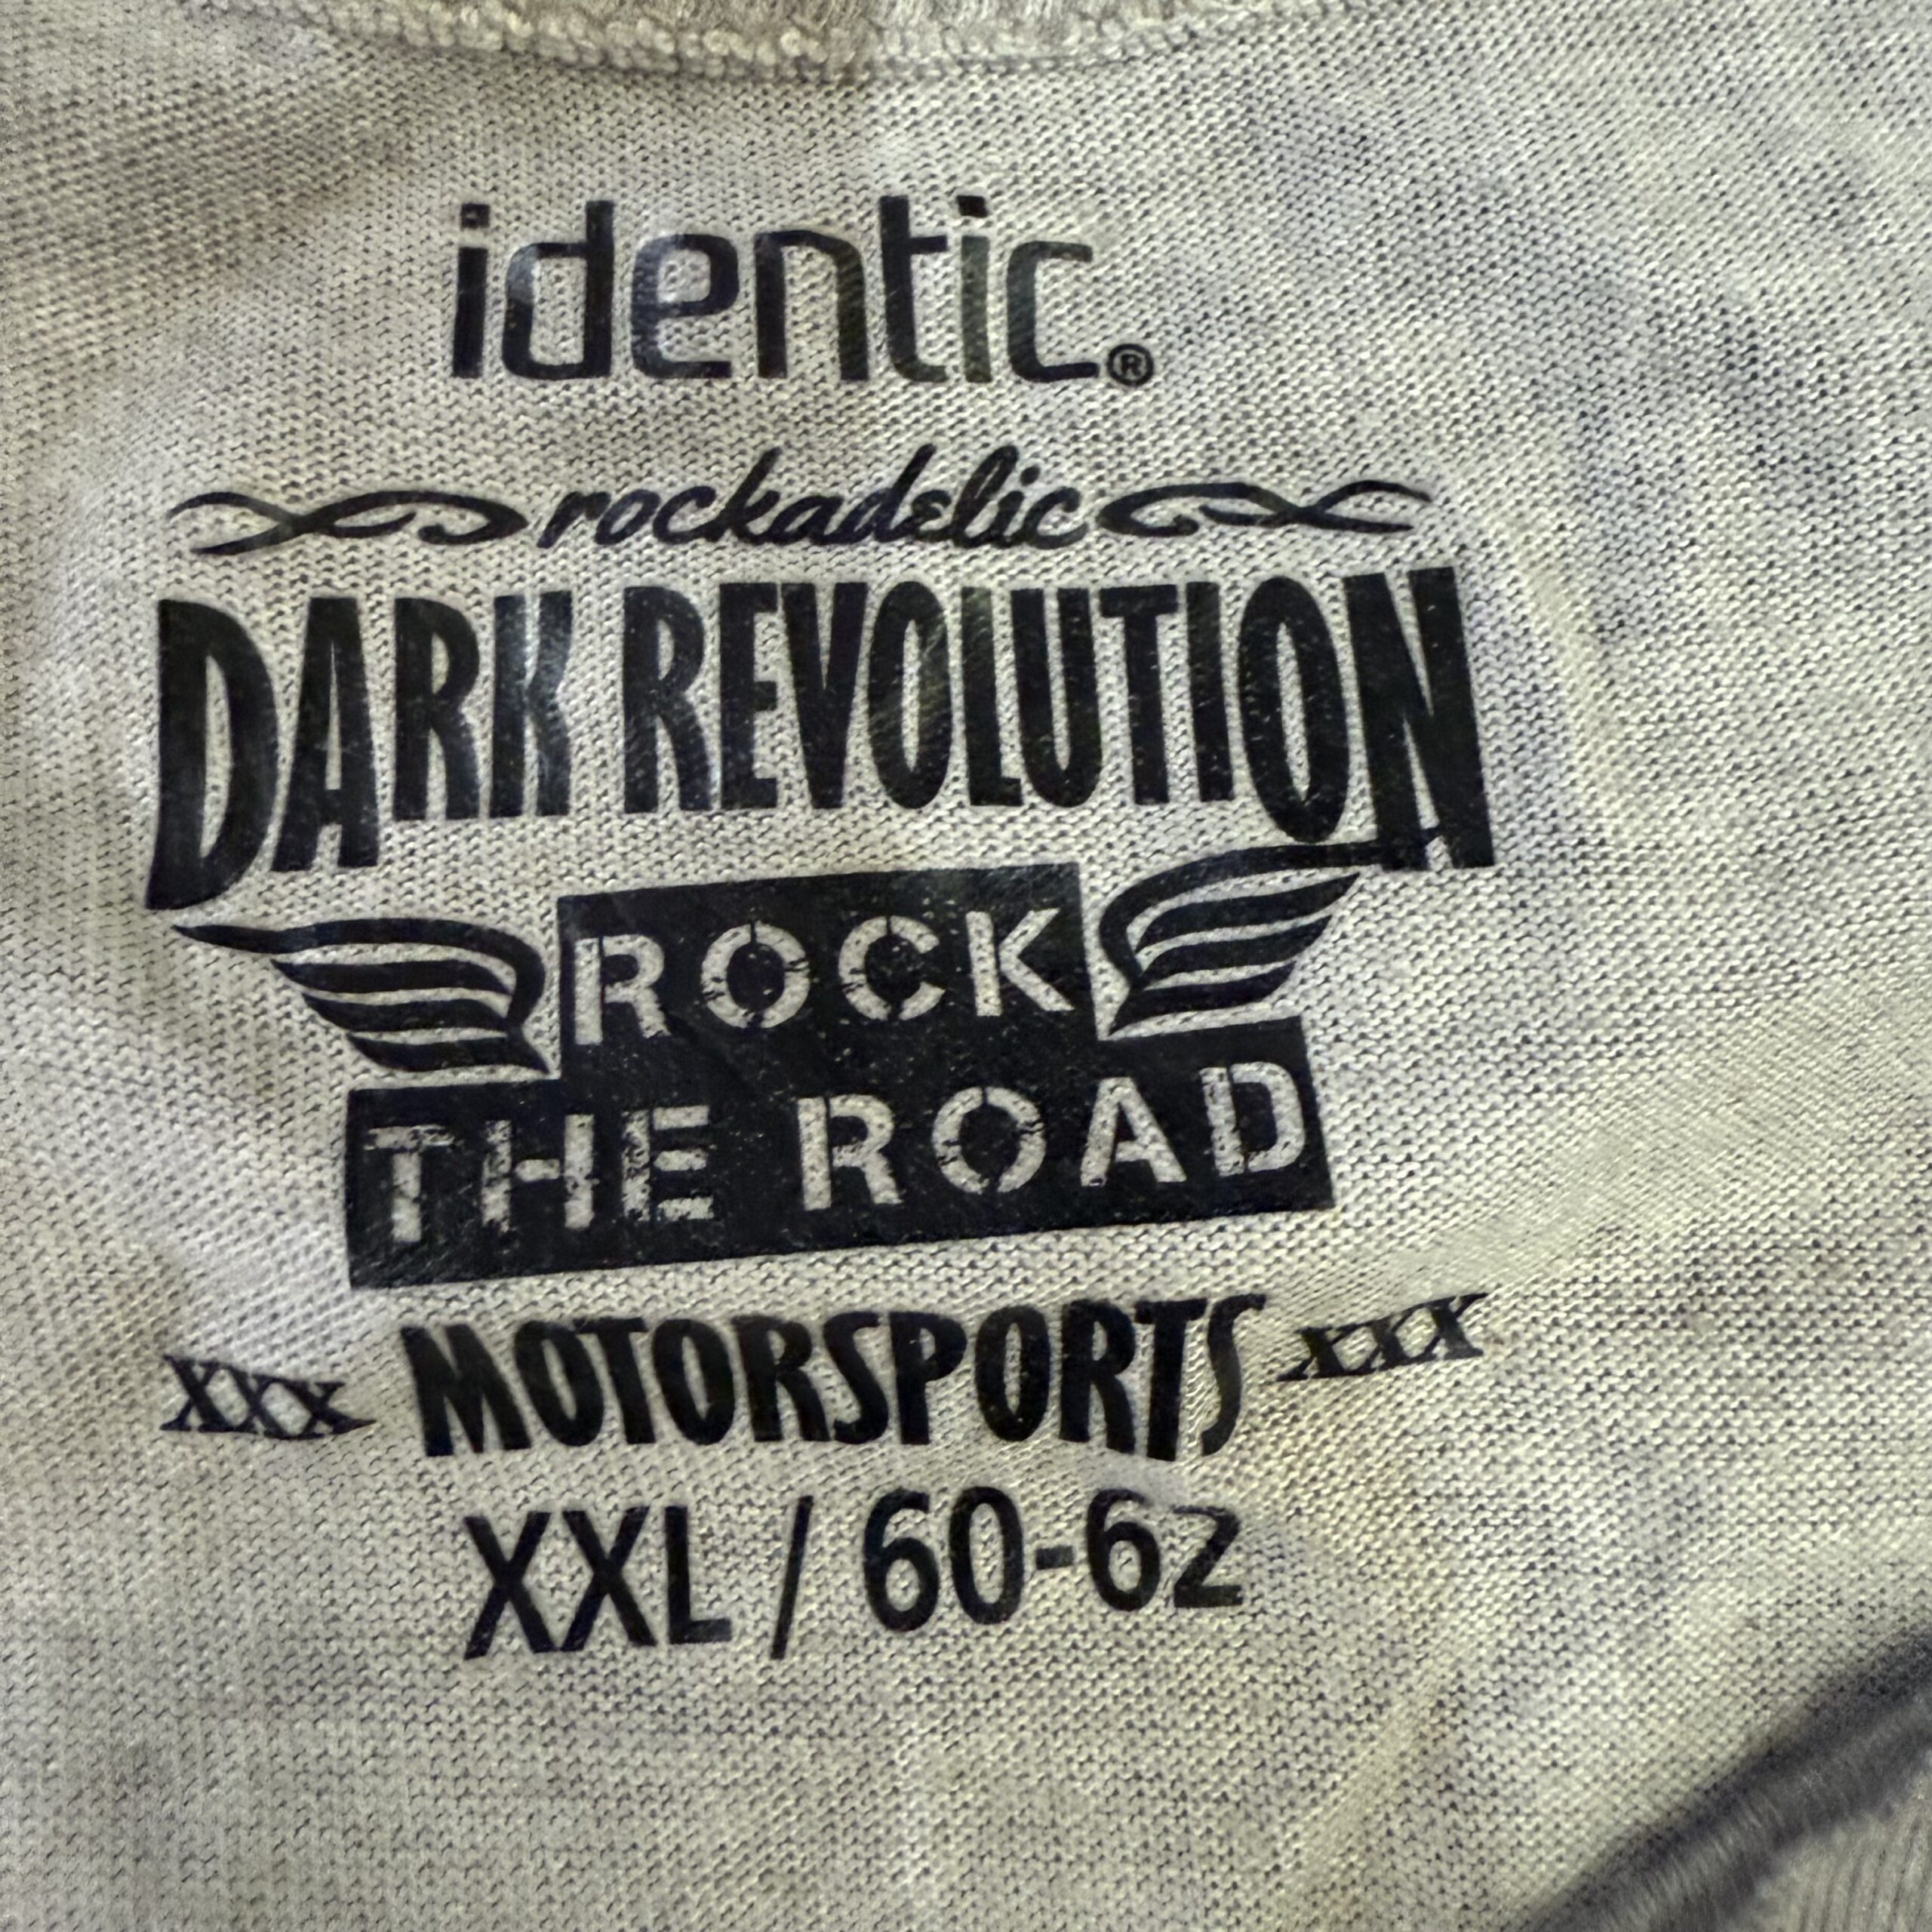 identic®
rockadelic
DARK REVOLUTION
ROCK
THE ROAD
XXX MOTORSPORTS XXX
XXL / 60-62